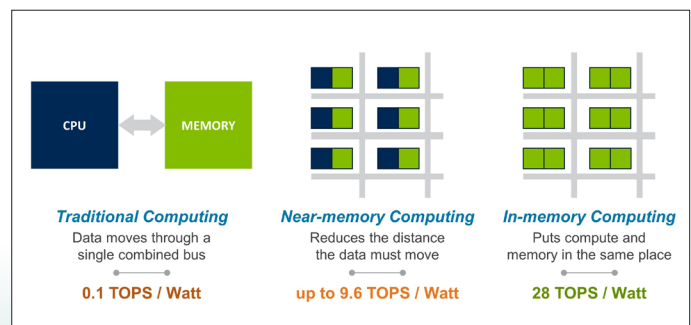 CPU
MEMORY
Traditional Computing
Data moves through a
single combined bus
0.1 TOPS / Watt
Near-memory Computing
Reduces the distance
the data must move
up to 9.6 TOPS / Watt
In-memory Computing
Puts compute and
memory in the same place
28 TOPS / Watt